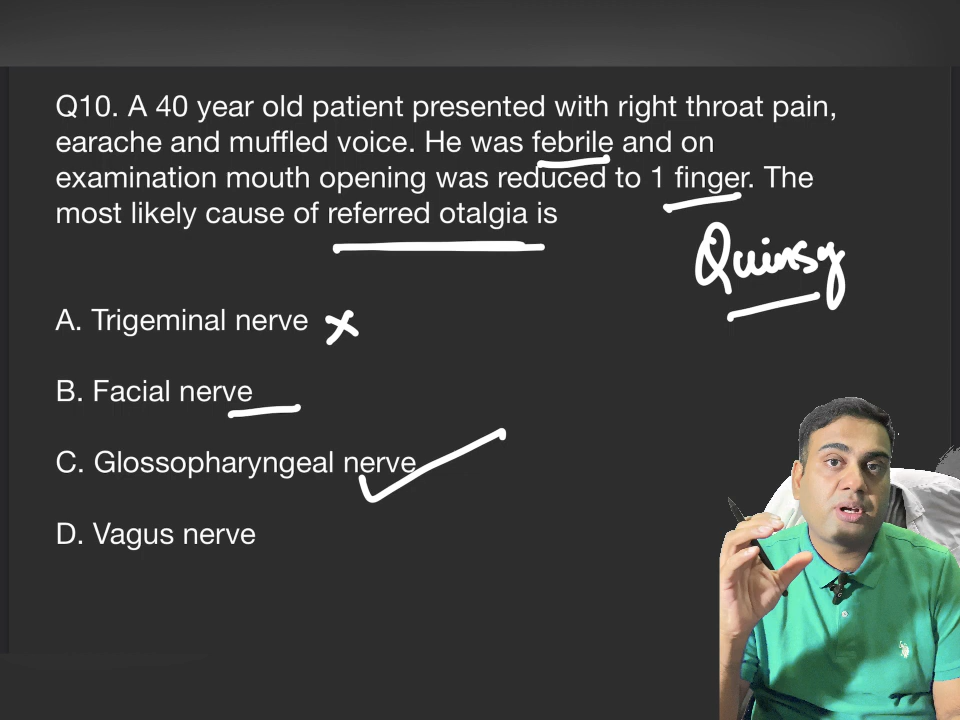 Q10. A 40 year old patient presented with right throat pain,
earache and muffled voice. He was febrile and on
examination mouth opening was reduced to 1 finger. The
most likely cause of referred otalgia is
Quinsy
A. Trigeminal nerve
B. Facial nerve
C. Glossopharyngeal nerve
D. Vagus nerve